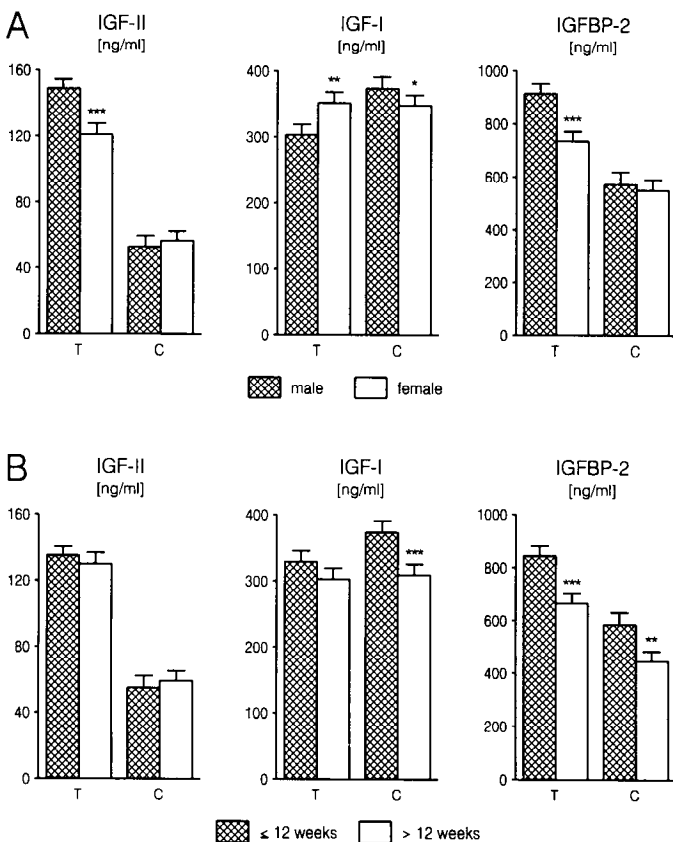 A
IGF-II IGF-I IGFBP-2
[ng/ml] [ng/ml] [ng/ml]
160 400 1000
120 300 800
80 200 600
40 100 400
0 0 200
0
*** ** * ***
T C T C T C
male female
B
IGF-II IGF-I IGFBP-2
[ng/ml] [ng/ml] [ng/ml]
160 400 1000
120 300 800
80 200 600
40 100 400
0 0 200
0
*** *** **
T C T C T C
≤ 12 weeks > 12 weeks